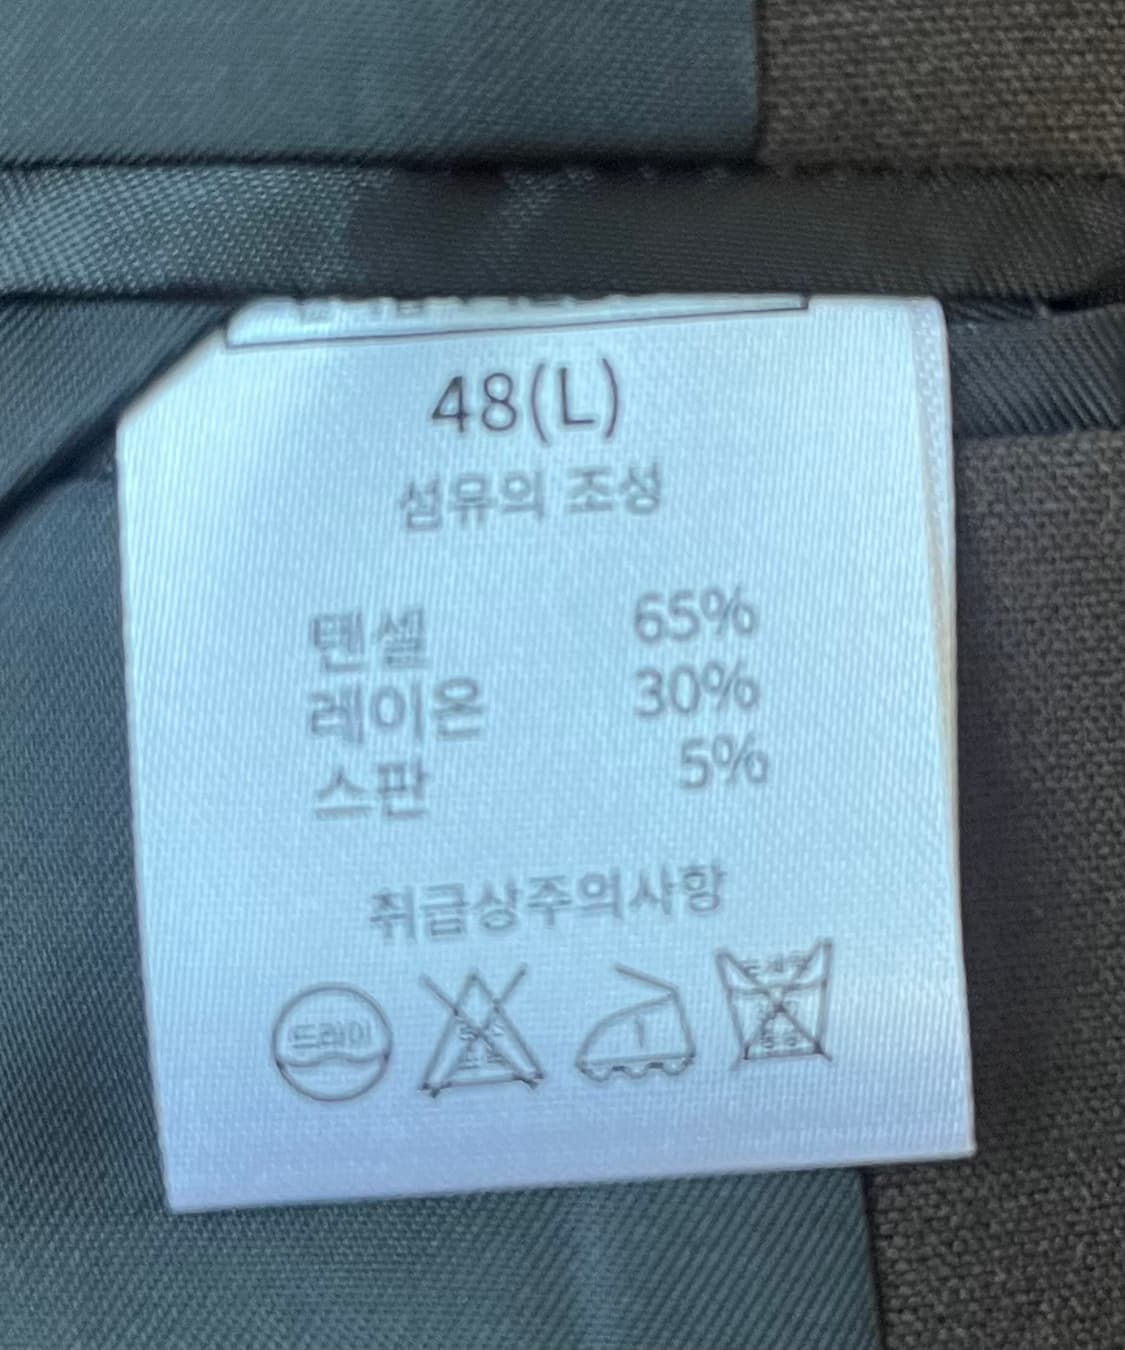 48(L)
섬유의 조성
텐셀 65%
레이온 30%
스판 5%
취급상주의사항
드라이
1